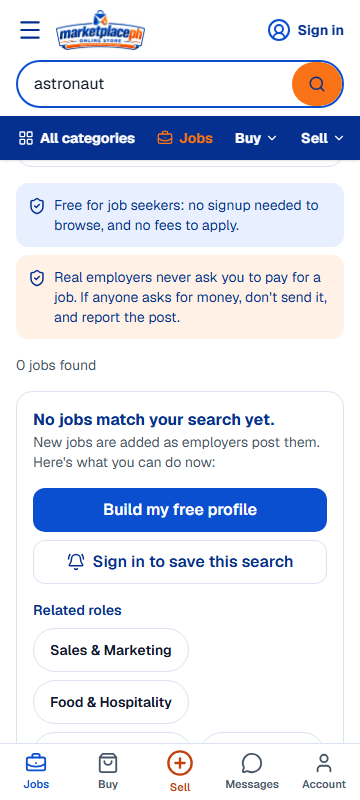 marketplaceph
ONLINE STORE
Sign in
astronaut
All categories
Jobs
Buy
Sell
Free for job seekers: no signup needed to
browse, and no fees to apply.
Real employers never ask you to pay for a
job. If anyone asks for money, don't send it,
and report the post.
0 jobs found
No jobs match your search yet.
New jobs are added as employers post them.
Here's what you can do now:
Build my free profile
Sign in to save this search
Related roles
Sales & Marketing
Food & Hospitality
Jobs
Buy
Sell
Messages
Account